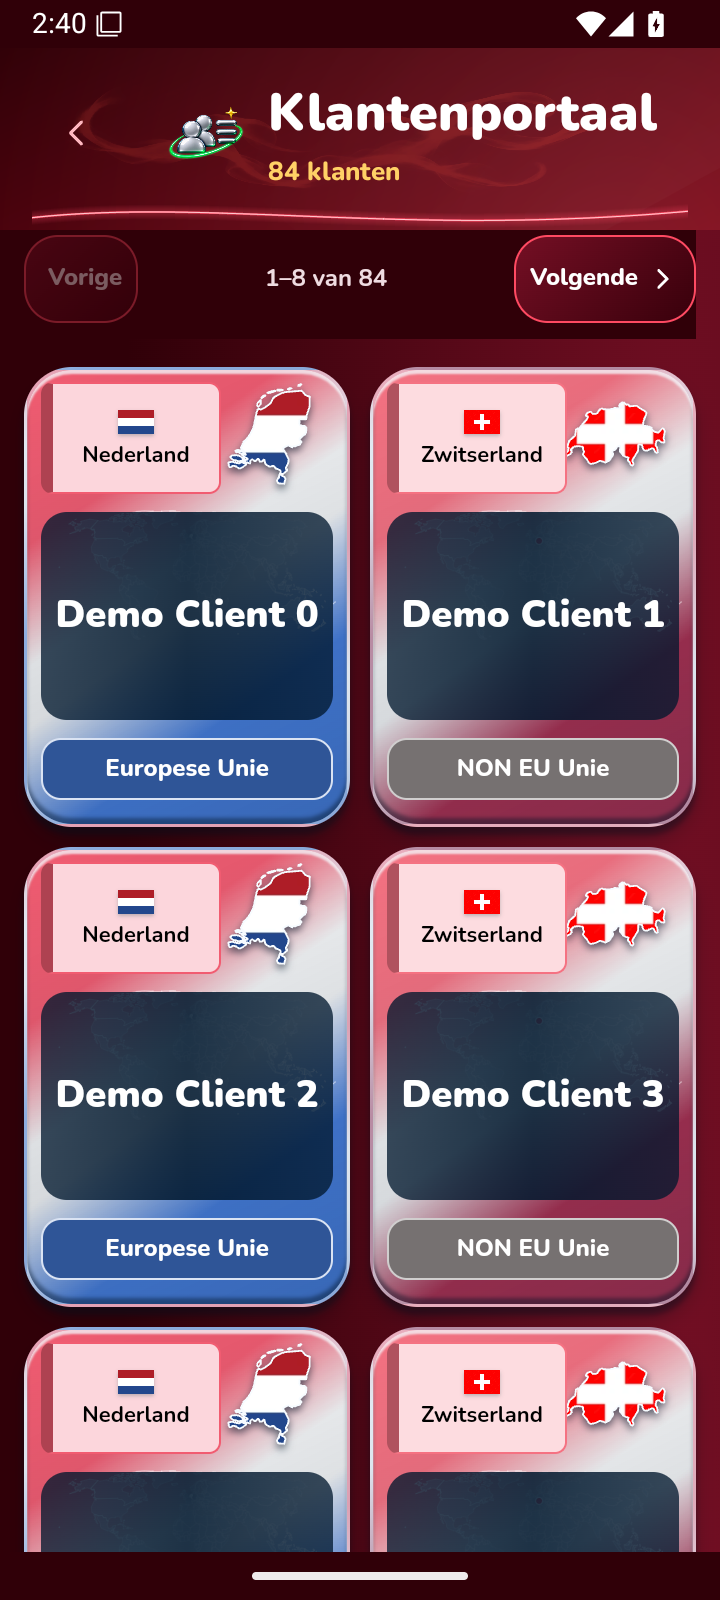 2:40
Klantenportaal
84 klanten
Vorige
1–8 van 84
Volgende
Nederland
Zwitserland
Demo Client 0
Demo Client 1
Europese Unie
NON EU Unie
Nederland
Zwitserland
Demo Client 2
Demo Client 3
Europese Unie
NON EU Unie
Nederland
Zwitserland